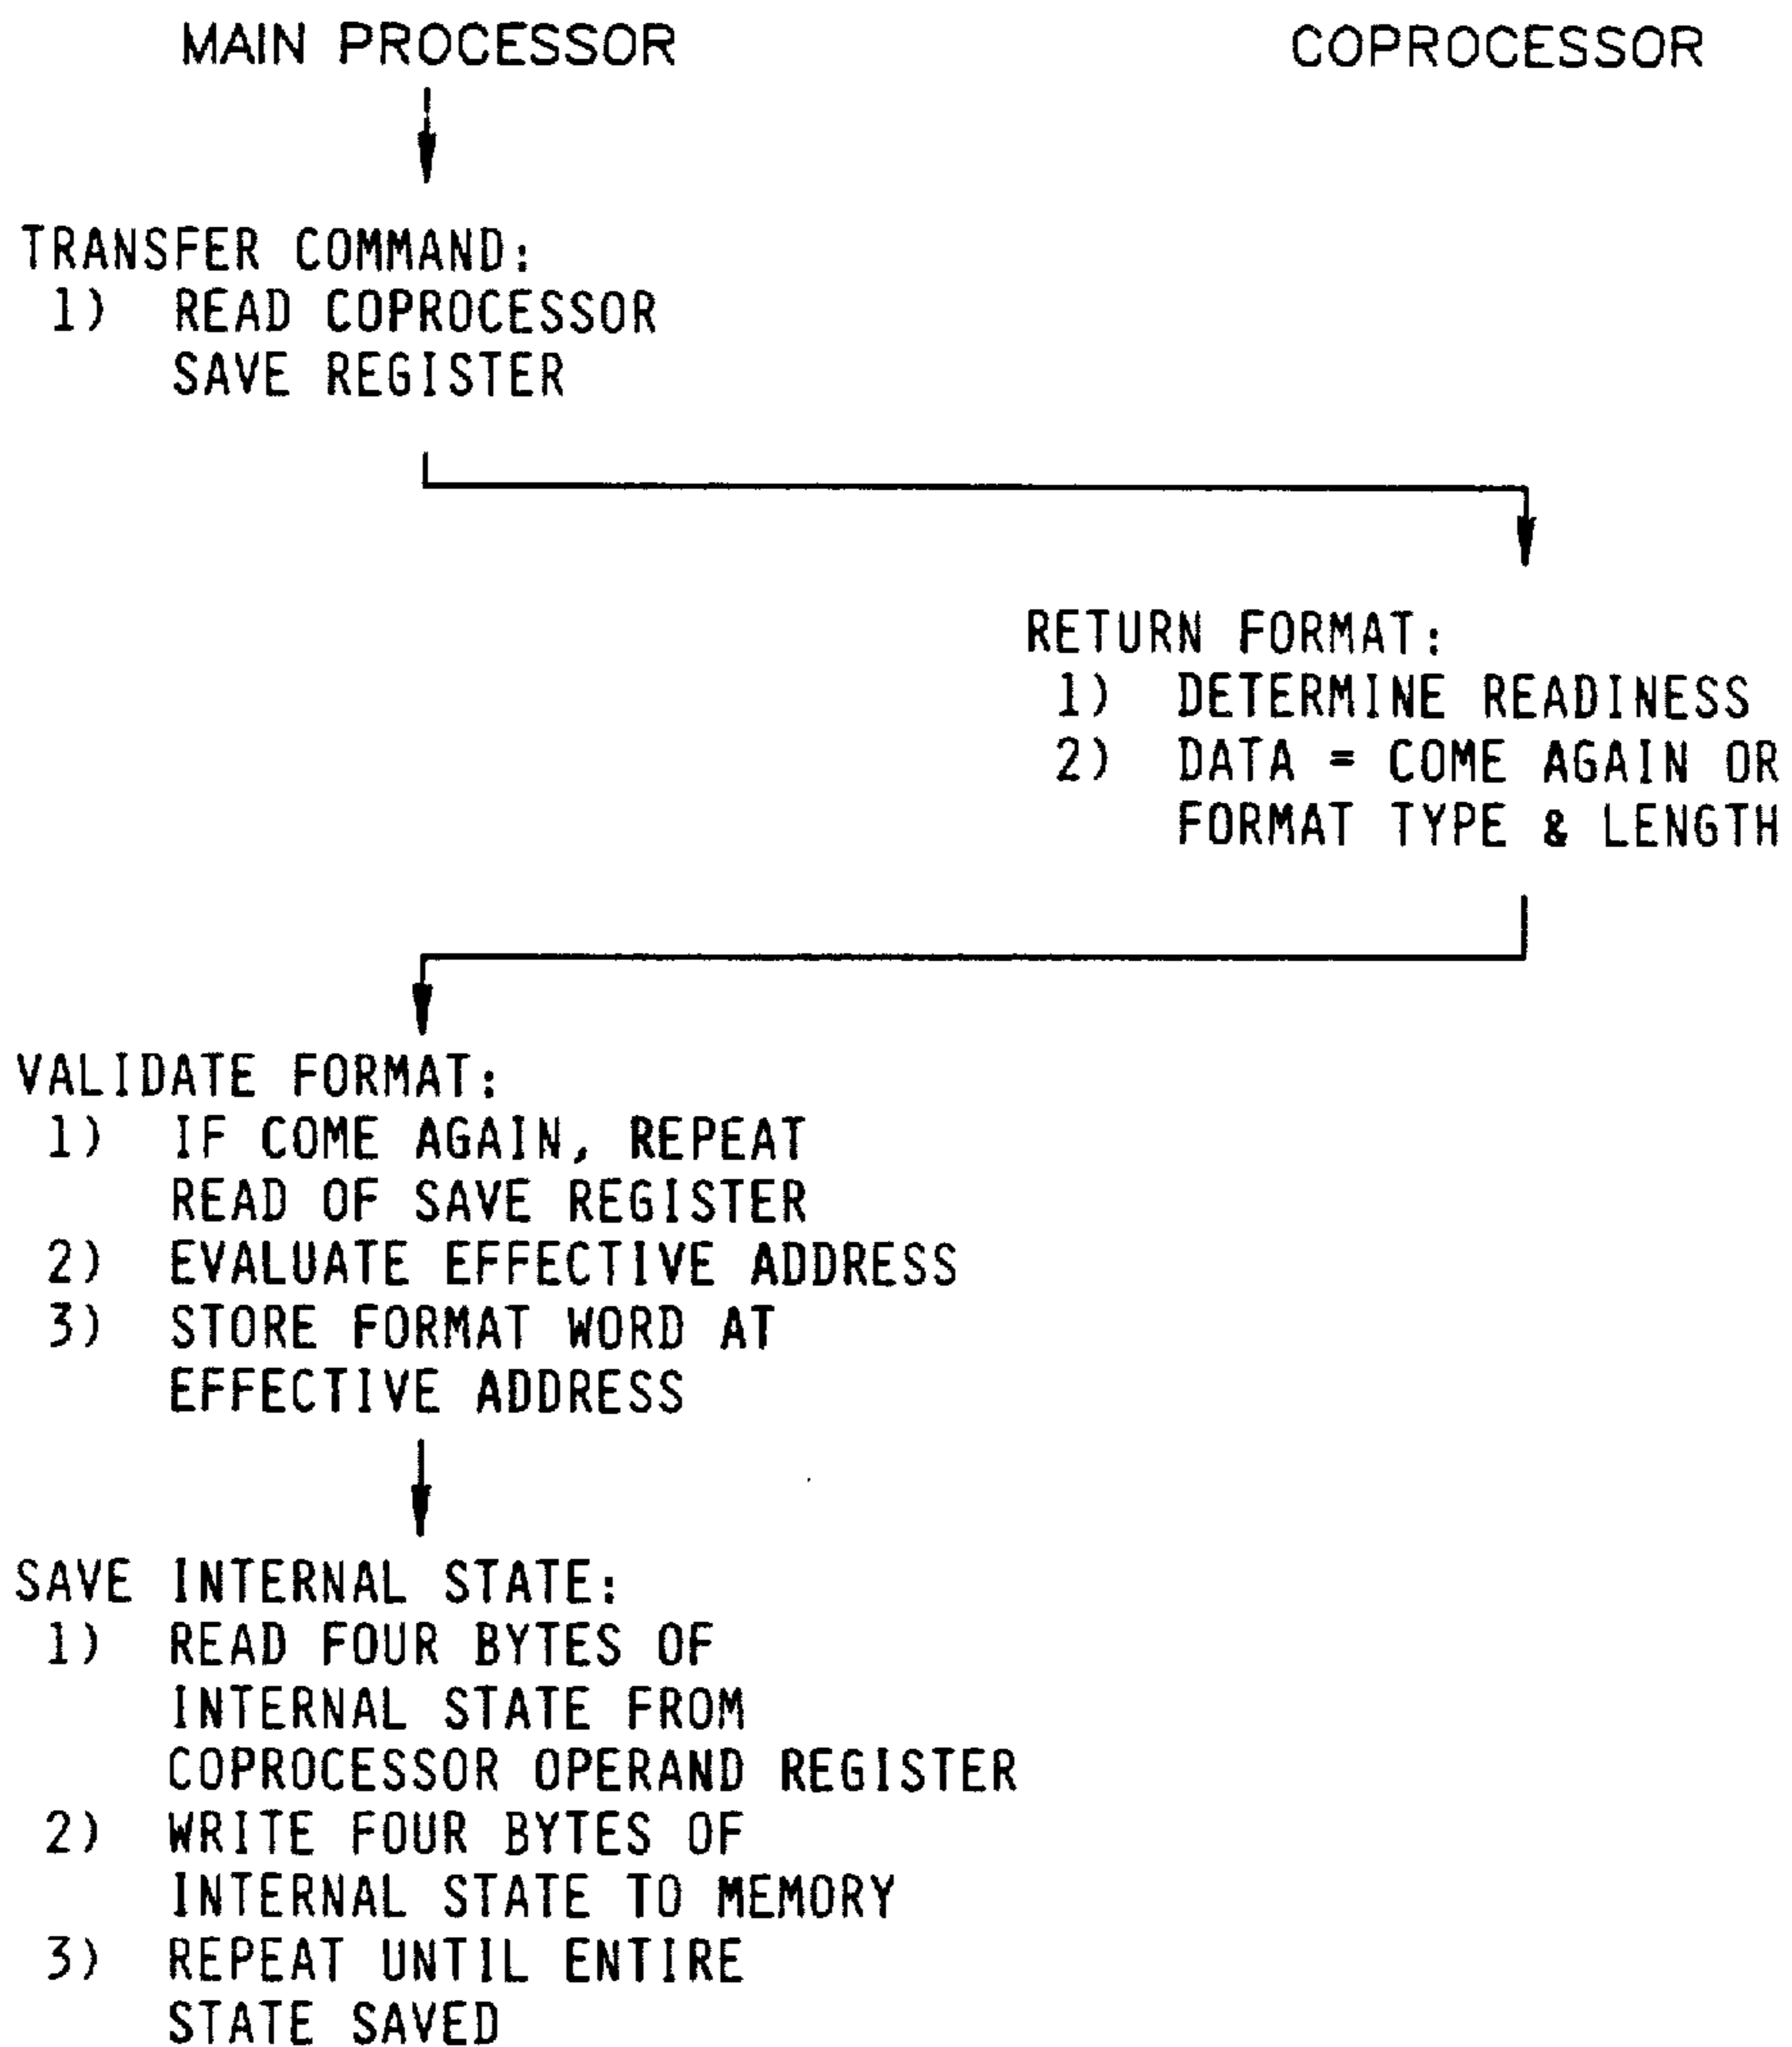 MAIN PROCESSOR
COPROCESSOR
TRANSFER COMMAND:
1) READ COPROCESSOR
SAVE REGISTER
RETURN FORMAT:
1) DETERMINE READINESS
2) DATA = COME AGAIN OR
FORMAT TYPE & LENGTH
VALIDATE FORMAT:
1) IF COME AGAIN, REPEAT
READ OF SAVE REGISTER
2) EVALUATE EFFECTIVE ADDRESS
3) STORE FORMAT WORD AT
EFFECTIVE ADDRESS
SAVE INTERNAL STATE:
1) READ FOUR BYTES OF
INTERNAL STATE FROM
COPROCESSOR OPERAND REGISTER
2) WRITE FOUR BYTES OF
INTERNAL STATE TO MEMORY
3) REPEAT UNTIL ENTIRE
STATE SAVED